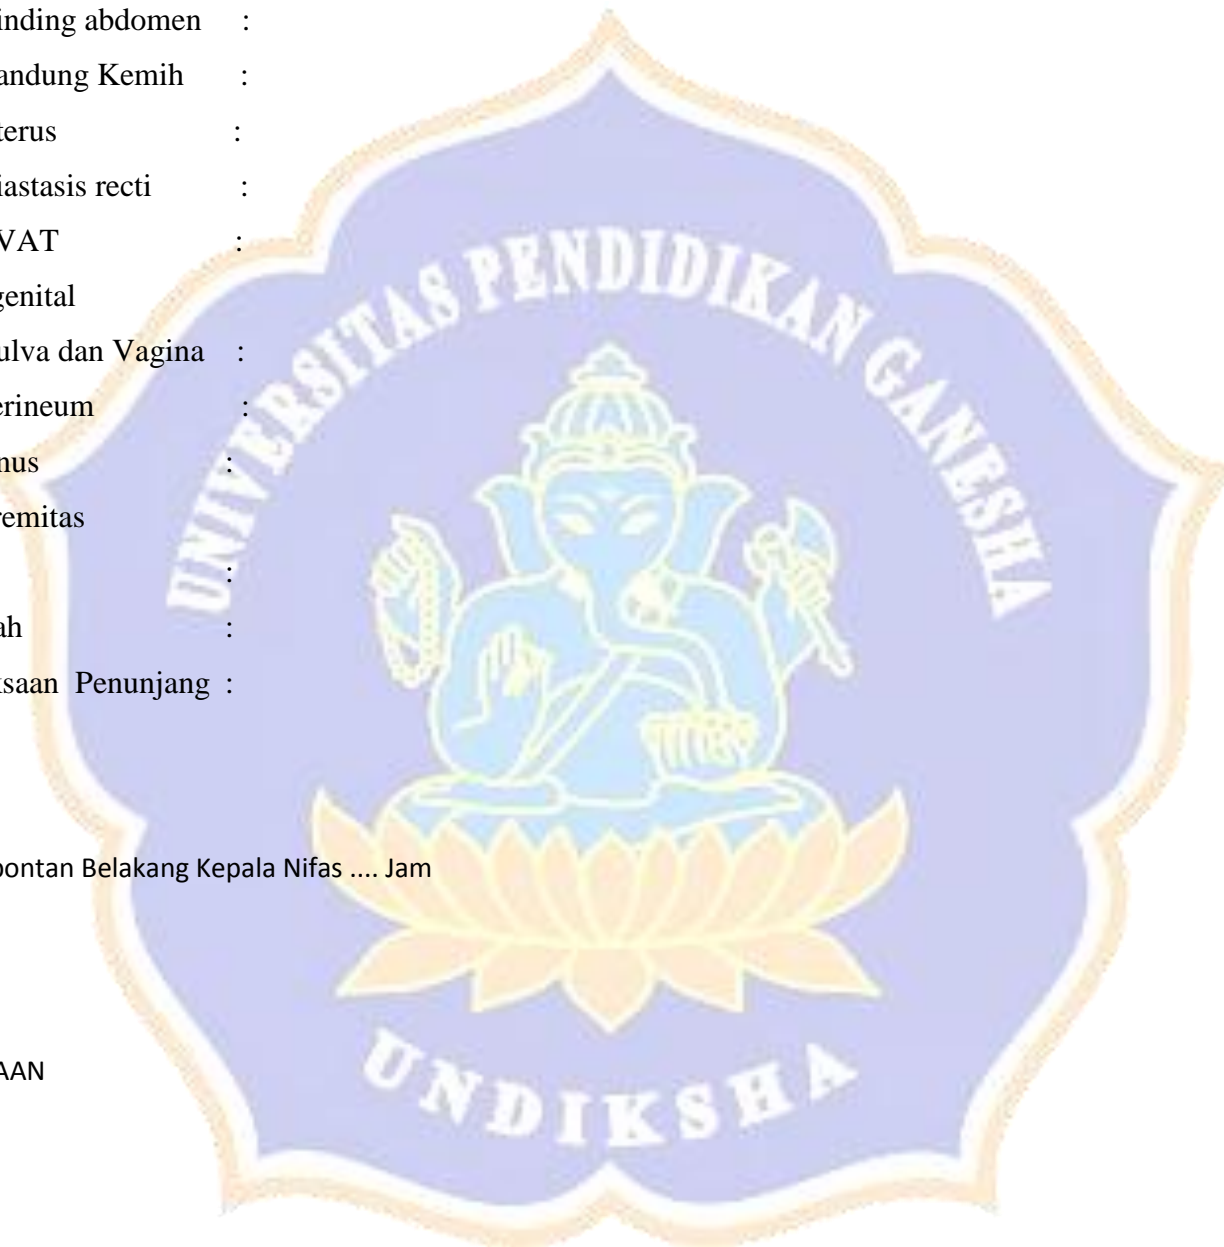 inding abdomen :
andung Kemih :
terus :
iastasis recti :
VAT :
genital
ulva dan Vagina :
erineum :
nus :
remitas
:
ah :
ksaan Penunjang :
pontan Belakang Kepala Nifas .... Jam
AAN
UNIVERSITAS PENDIDIKAN GANESHA
UNDIKSHA